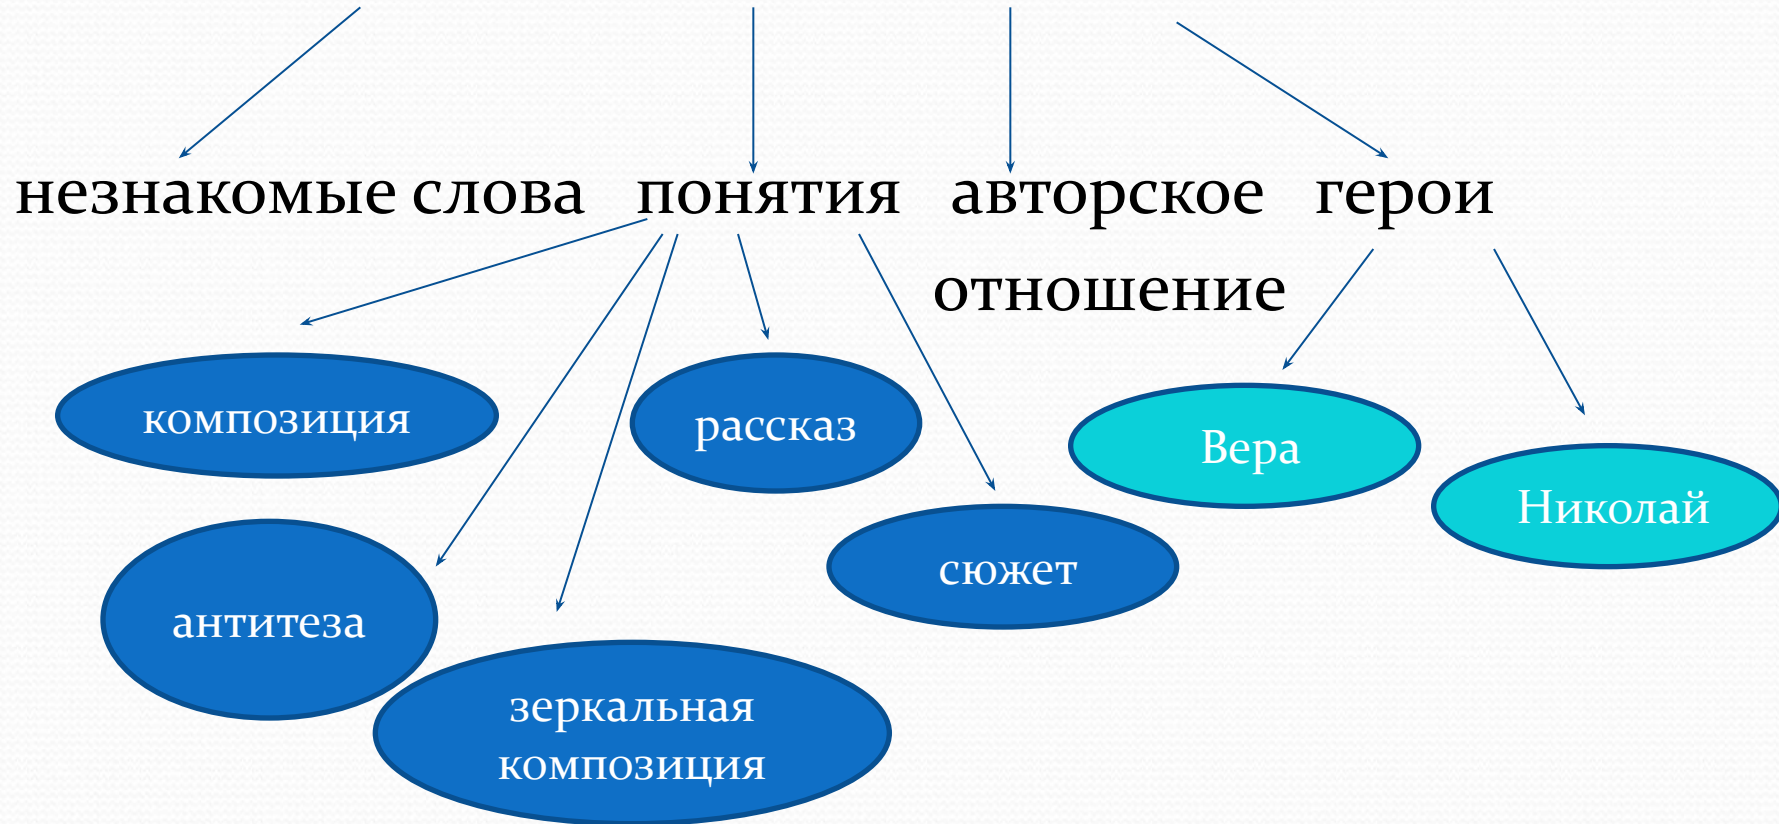 незнакомые слова понятия авторское герои
отношение
композиция
рассказ
Вера
Николай
сюжет
антитеза
зеркальная
композиция